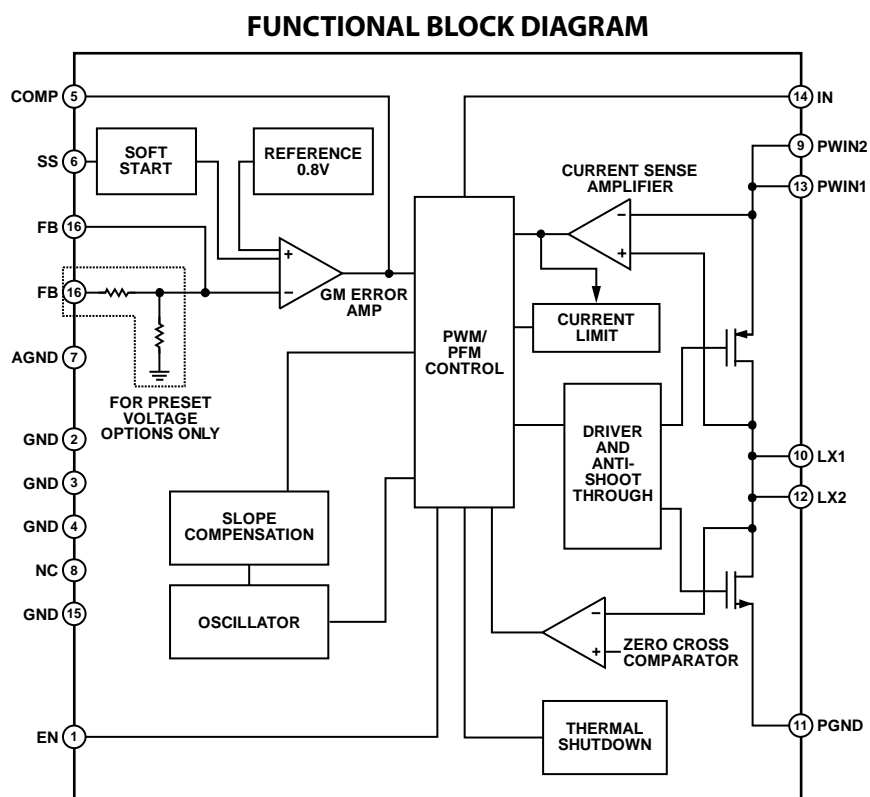 FUNCTIONAL BLOCK DIAGRAM
COMP 5
SS 6
SOFT
START
REFERENCE
0.8V
FB 16
FB 16
+
−
GM ERROR
AMP
AGND 7
FOR PRESET
VOLTAGE
OPTIONS ONLY
GND 2
GND 3
GND 4
NC 8
GND 15
EN 1
SLOPE
COMPENSATION
OSCILLATOR
PWM/
PFM
CONTROL
CURRENT SENSE
AMPLIFIER
−
+
CURRENT
LIMIT
DRIVER
AND
ANTI-
SHOOT
THROUGH
−
+
ZERO CROSS
COMPARATOR
THERMAL
SHUTDOWN
14 IN
9 PWIN2
13 PWIN1
10 LX1
12 LX2
11 PGND